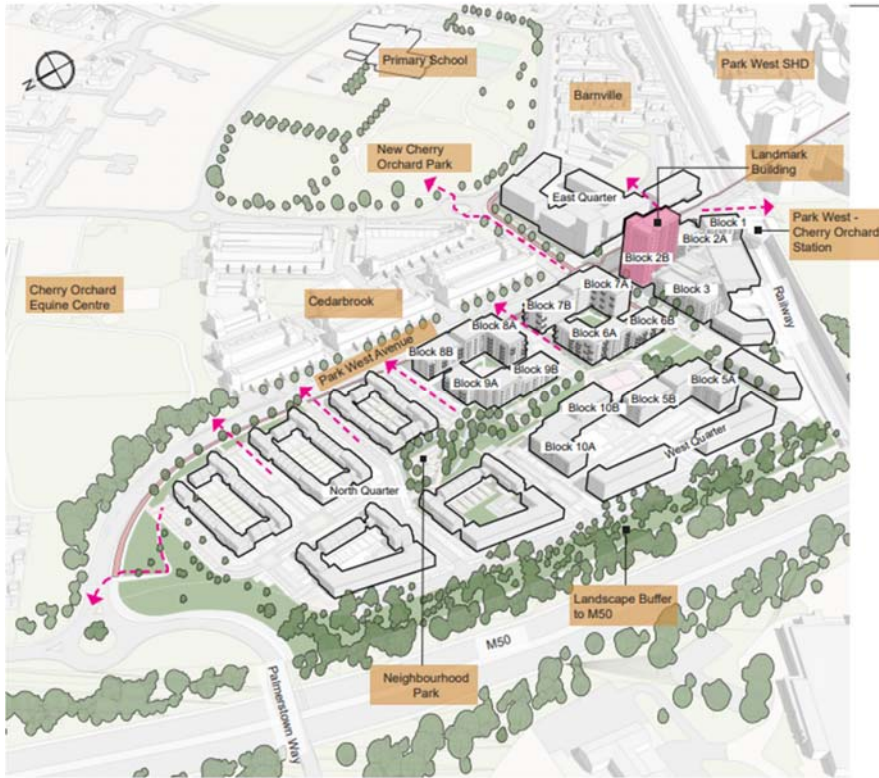 Primary School
Park West SHD
Barnville
N
New Cherry
Orchard Park
Landmark
Building
East Quarter
Block 1
Park West -
Cherry Orchard
Station
Block 2A
Block 2B
Block 7A
Block 3
Cherry Orchard
Equine Centre
Cedarbrook
Block 7B
Railway
Block 8A
Block 6A
Block 6B
Park West Avenue
Block 8B
Block 9B
Block 9A
Block 5A
Block 5B
Block 10B
Block 10A
West Quarter
North Quarter
Landscape Buffer
to M50
M50
Palmerstown Way
Neighbourhood
Park